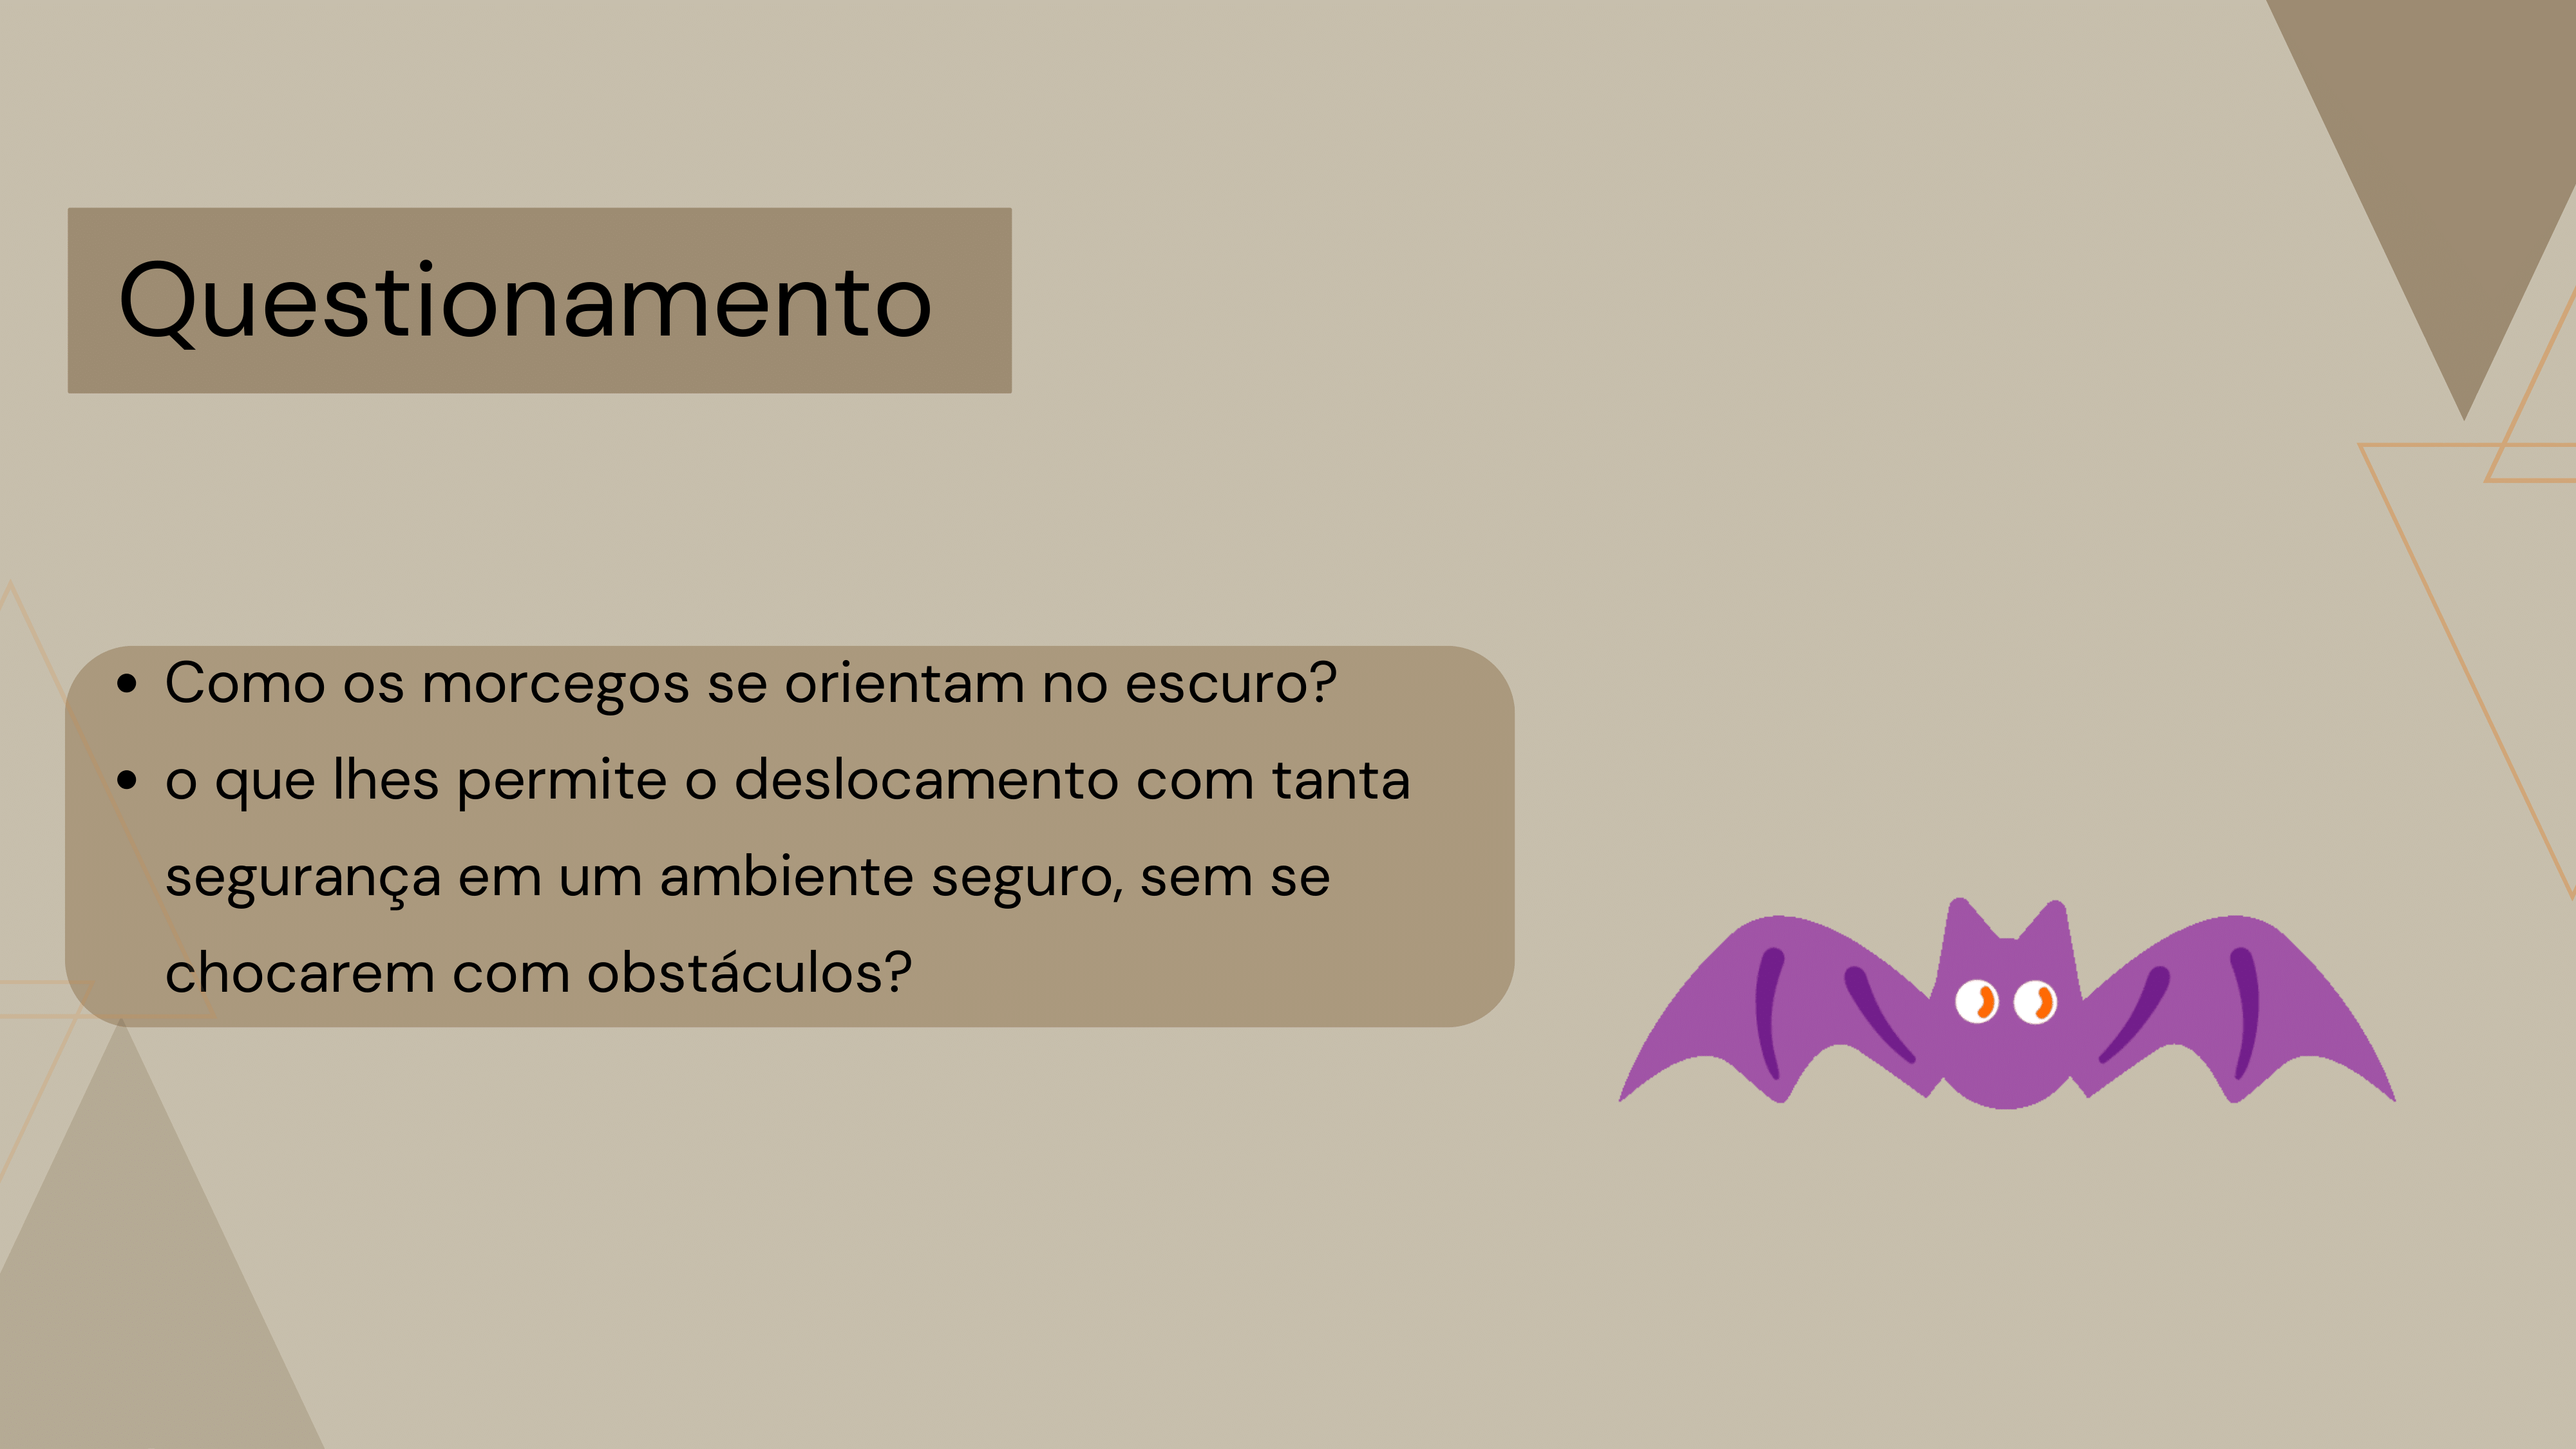 Questionamento
• Como os morcegos se orientam no escuro?
• o que lhes permite o deslocamento com tanta
segurança em um ambiente seguro, sem se
chocarem com obstáculos?